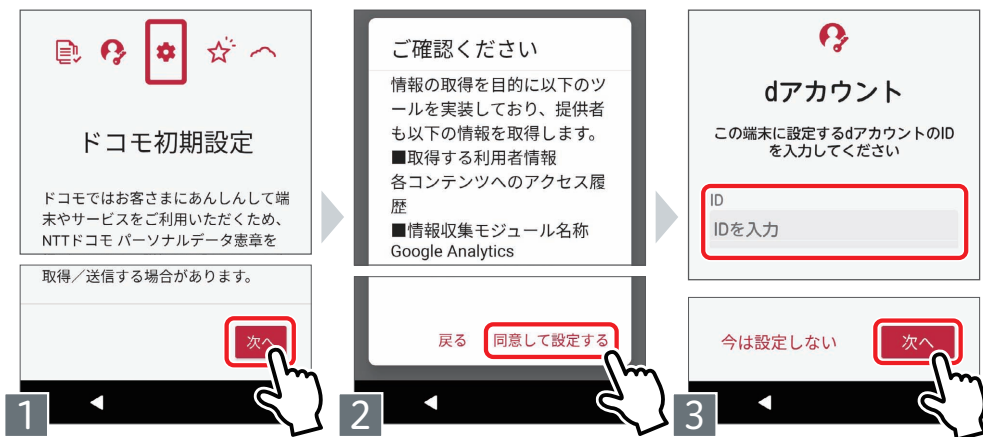 ドコモ初期設定
ドコモではお客さまにあんしんして端
末やサービスをご利用いただくため、
NTTドコモ パーソナルデータ憲章を
取得／送信する場合があります。
次へ
1
ご確認ください
情報の取得を目的に以下のツ
ールを実装しており、提供者
も以下の情報を取得します。
■取得する利用者情報
各コンテンツへのアクセス履
歴
■情報収集モジュール名称
Google Analytics
戻る 同意して設定する
2
dアカウント
この端末に設定するdアカウントのID
を入力してください
ID
IDを入力
今は設定しない 次へ
3